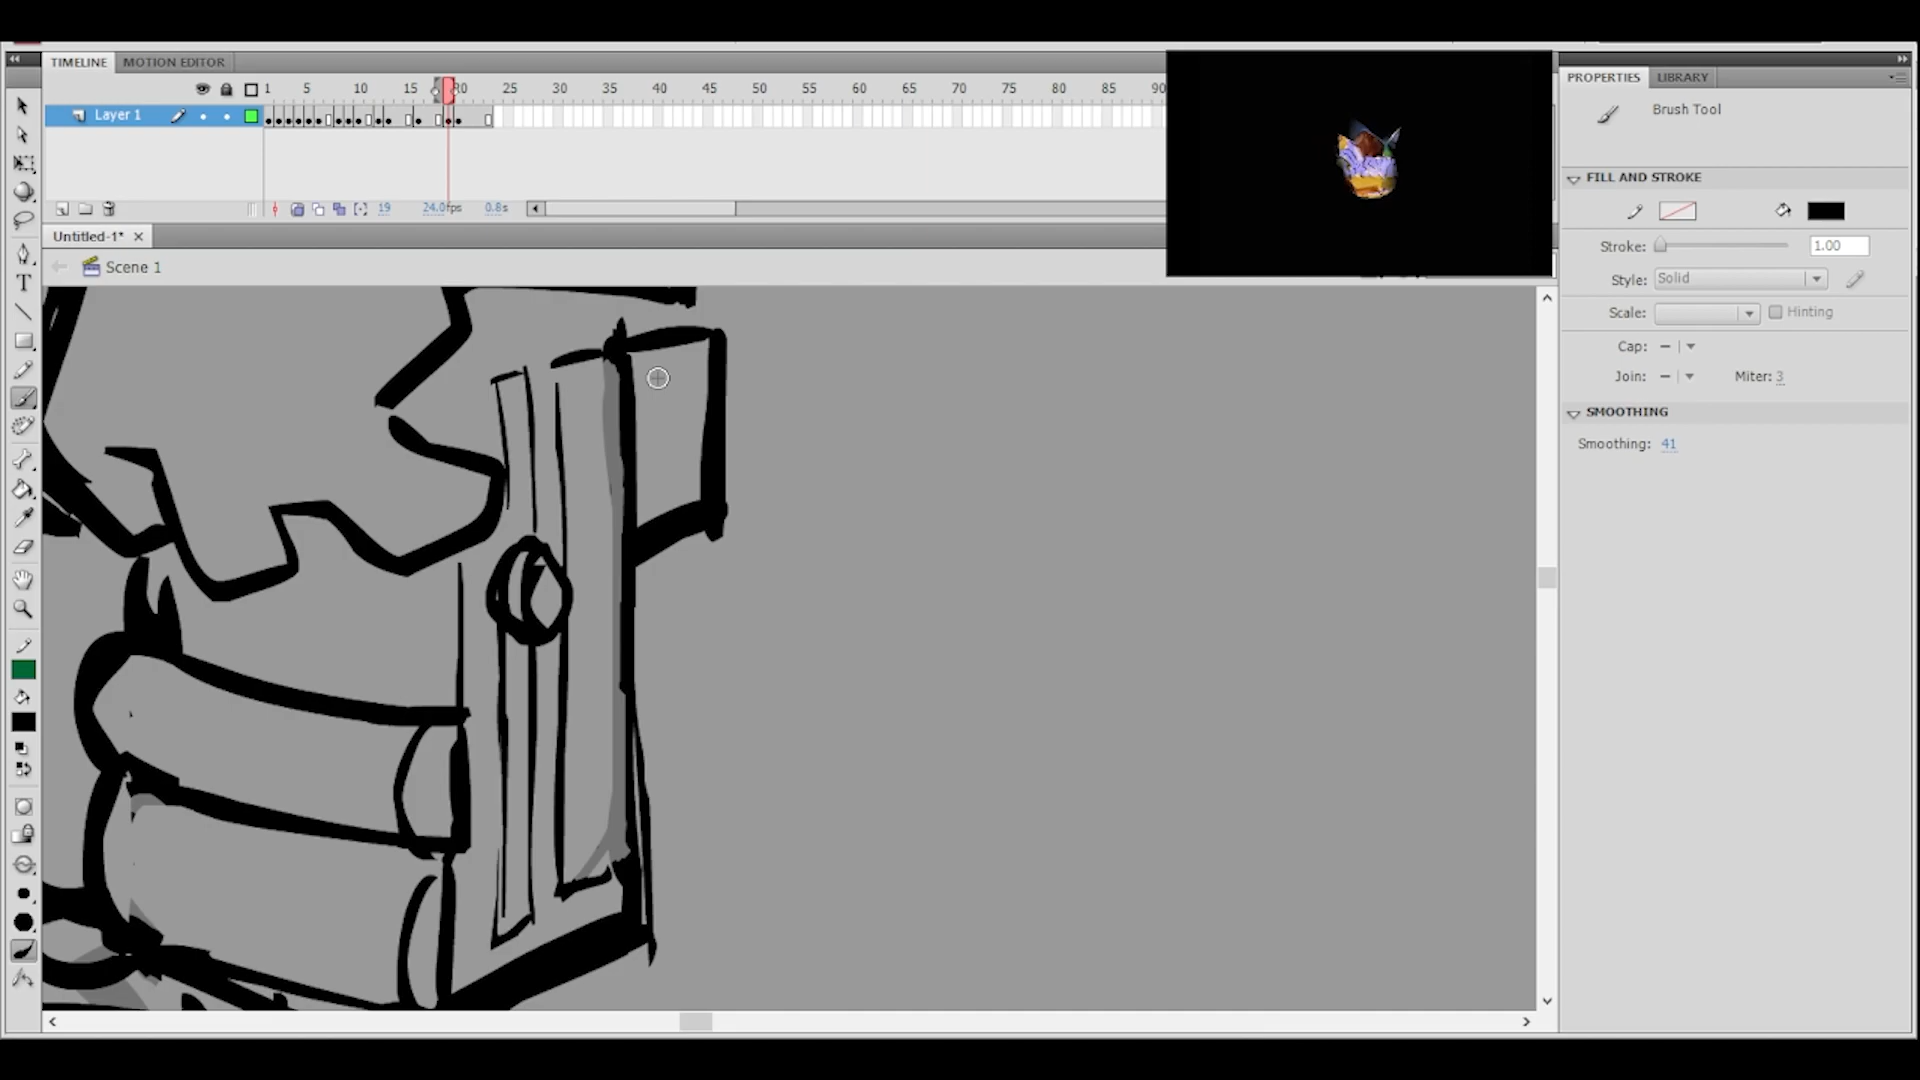 TIMELINE MOTION EDITOR
1 5 10 15 20 25 30 35 40 45 50 55 60 65 70 75 80 85 90
Layer 1
19 24.0fps 0.8s
Untitled-1*
Scene 1
PROPERTIES LIBRARY
Brush Tool
FILL AND STROKE
Stroke: 1.00
Style: Solid
Scale: Hinting
Cap:
Join: Miter: 3
SMOOTHING
Smoothing: 41